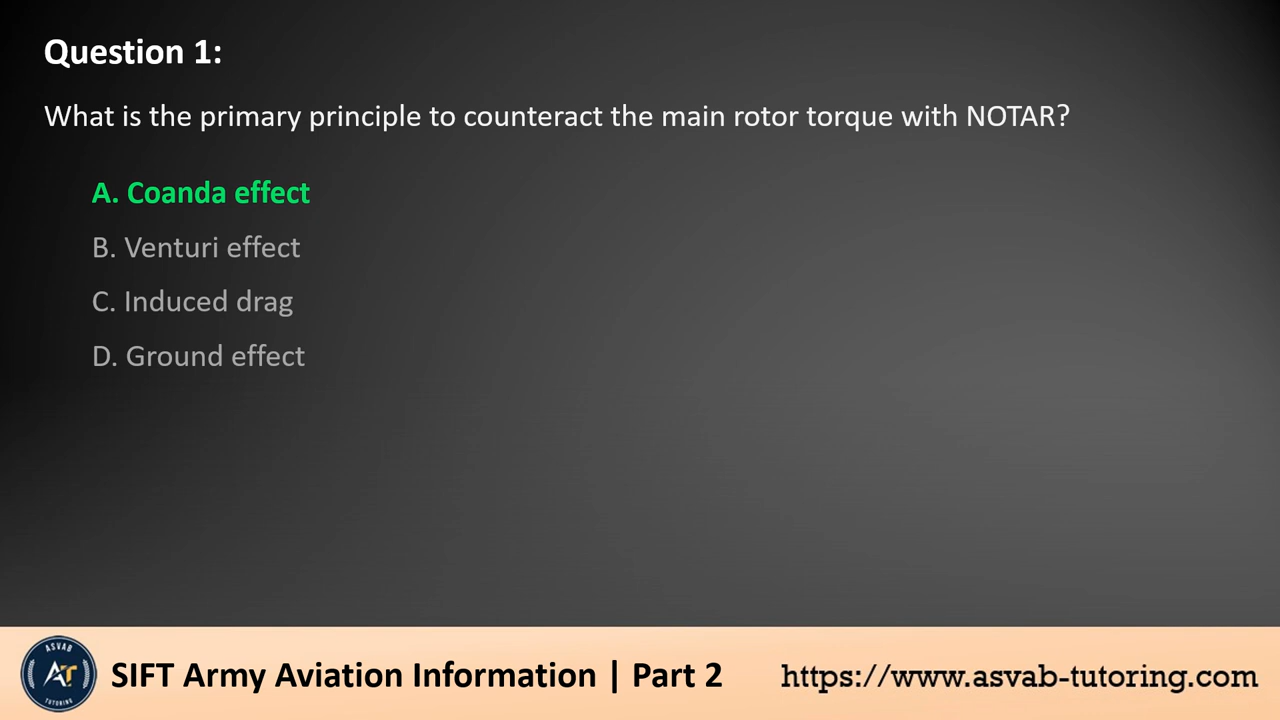 Question 1:
What is the primary principle to counteract the main rotor torque with NOTAR?
A. Coanda effect
B. Venturi effect
C. Induced drag
D. Ground effect
ASVAB
AT
TUTORING
SIFT Army Aviation Information | Part 2
https://www.asvab-tutoring.com